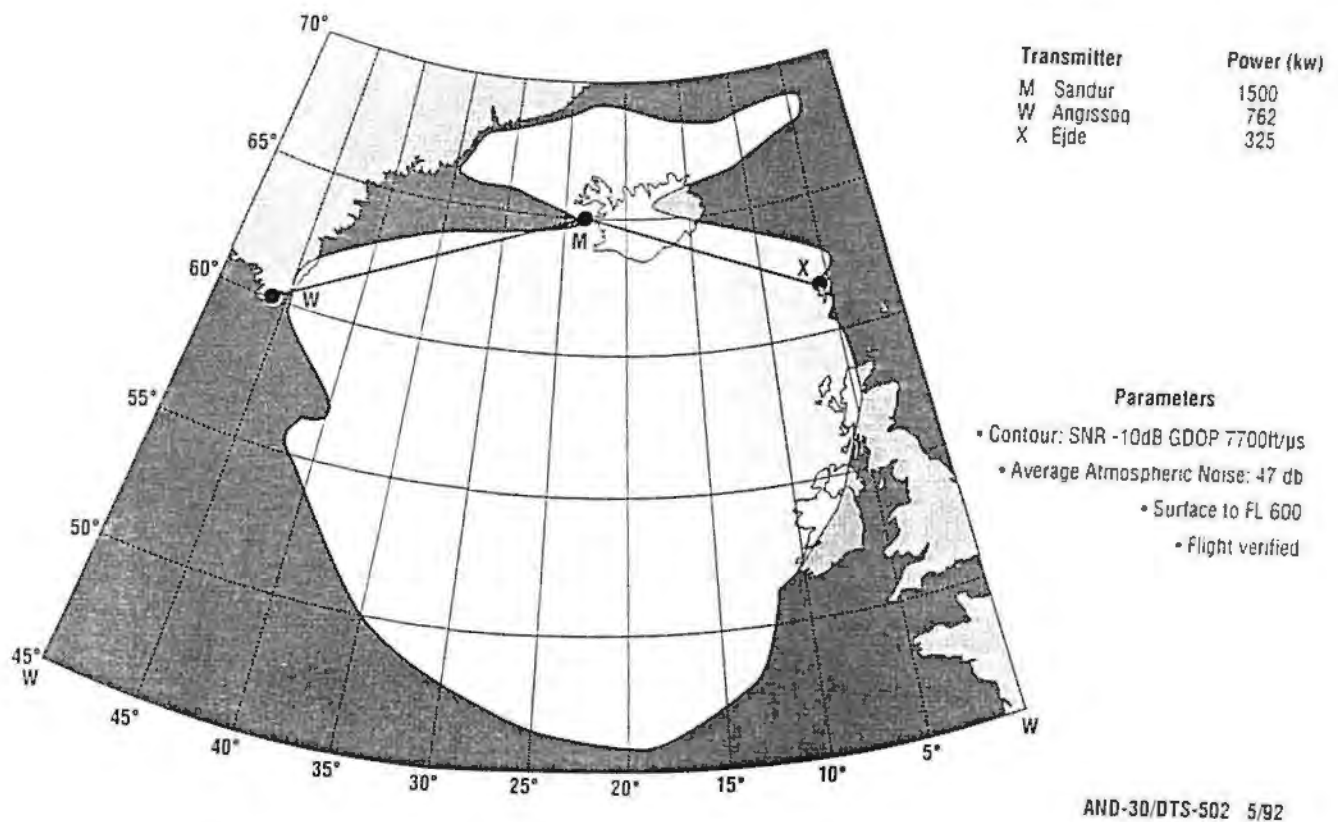 70°
65°
60°
55°
50°
45°
W
45°
40°
35°
30°
25°
20°
15°
10°
5°
W
M
W
X
Transmitter Power (kw)
M Sandur 1500
W Angissoq 762
X Ejde 325
Parameters
• Contour: SNR -10dB GDOP 7700ft/µs
• Average Atmospheric Noise: 47 db
• Surface to FL 600
• Flight verified
AND-30/DTS-502 5/92